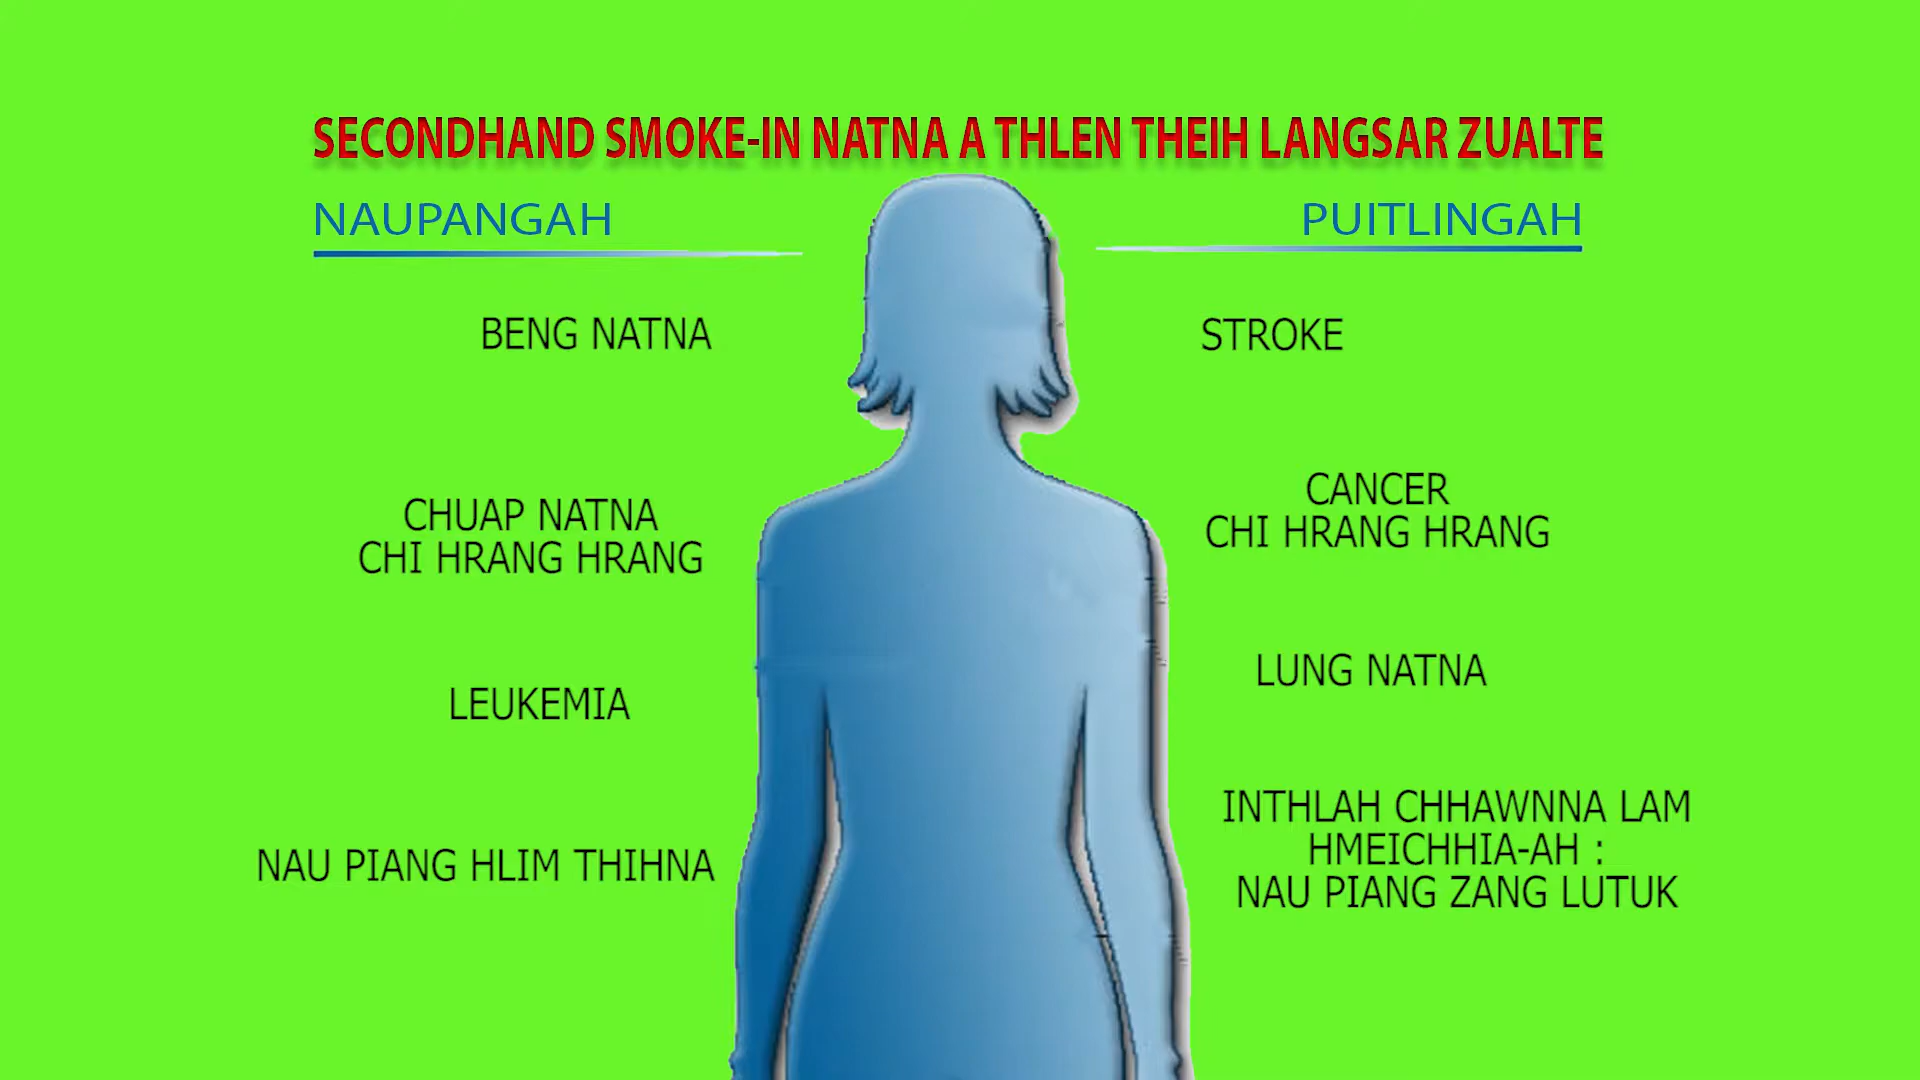 SECONDHAND SMOKE-IN NATNA A THLEN THEIH LANGSAR ZUALTE
NAUPANGAH
BENG NATNA
CHUAP NATNA
CHI HRANG HRANG
LEUKEMIA
NAU PIANG HLIM THIHNA
PUITLINGAH
STROKE
CANCER
CHI HRANG HRANG
LUNG NATNA
INTHLAH CHHAWNNA LAM
HMEICHHIA-AH :
NAU PIANG ZANG LUTUK